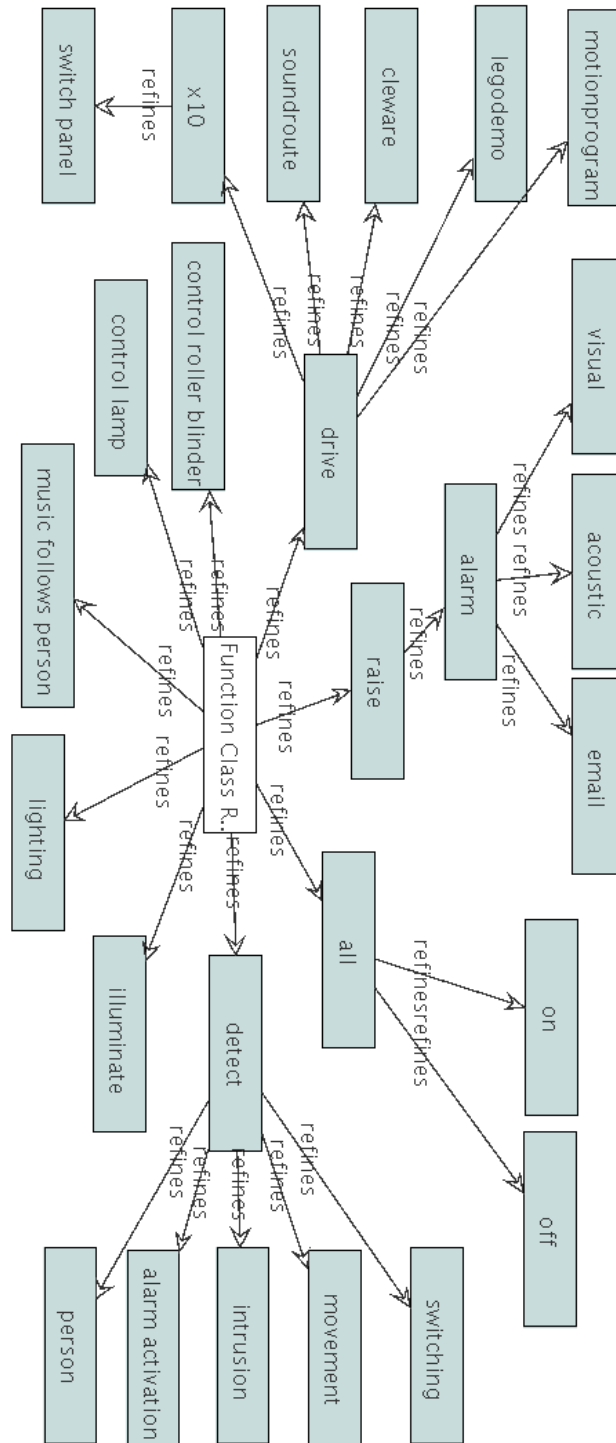 motionprogram
legodemo
cleware
soundroute
x10
switch panel
refines
refines
refines
refines
refines
refines
drive
visual
acoustic
email
refines
refines
refines
alarm
refines
raise
control roller blinder
control lamp
music follows person
lighting
illuminate
refines
refines
refines
refines
refines
refines
refines
refines
refines
Function Class R..
on
off
refines
refines
all
detect
refines
refines
refines
refines
refines
switching
movement
intrusion
alarm activation
person